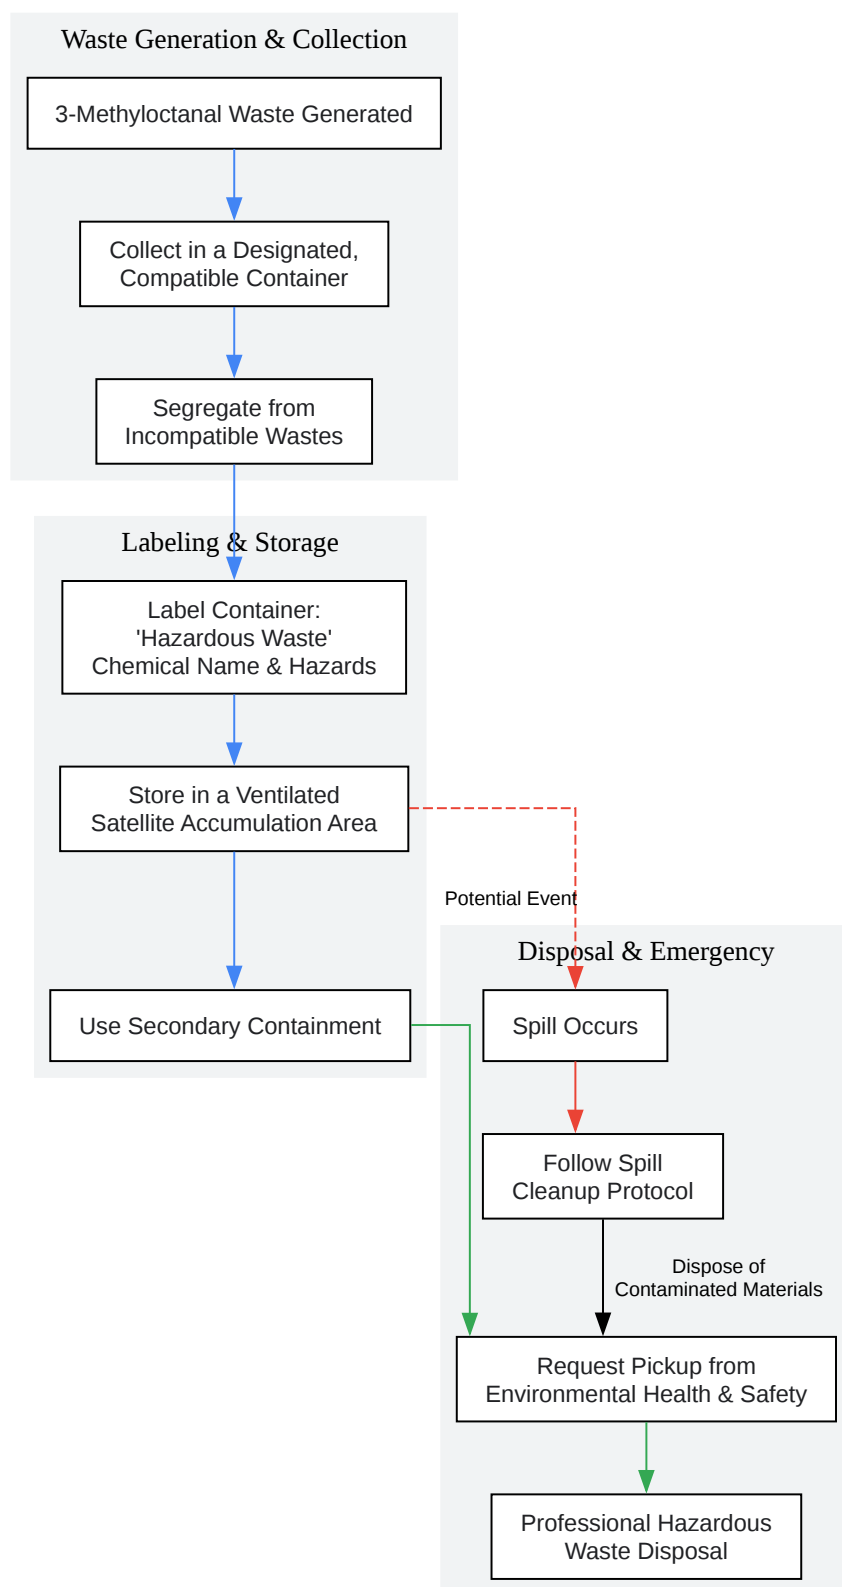 Waste Generation & Collection
3-Methyloctanal Waste Generated
Collect in a Designated,
Compatible Container
Segregate from
Incompatible Wastes
Labeling & Storage
Label Container:
'Hazardous Waste'
Chemical Name & Hazards
Store in a Ventilated
Satellite Accumulation Area
Potential Event
Disposal & Emergency
Use Secondary Containment
Spill Occurs
Follow Spill
Cleanup Protocol
Dispose of
Contaminated Materials
Request Pickup from
Environmental Health & Safety
Professional Hazardous
Waste Disposal